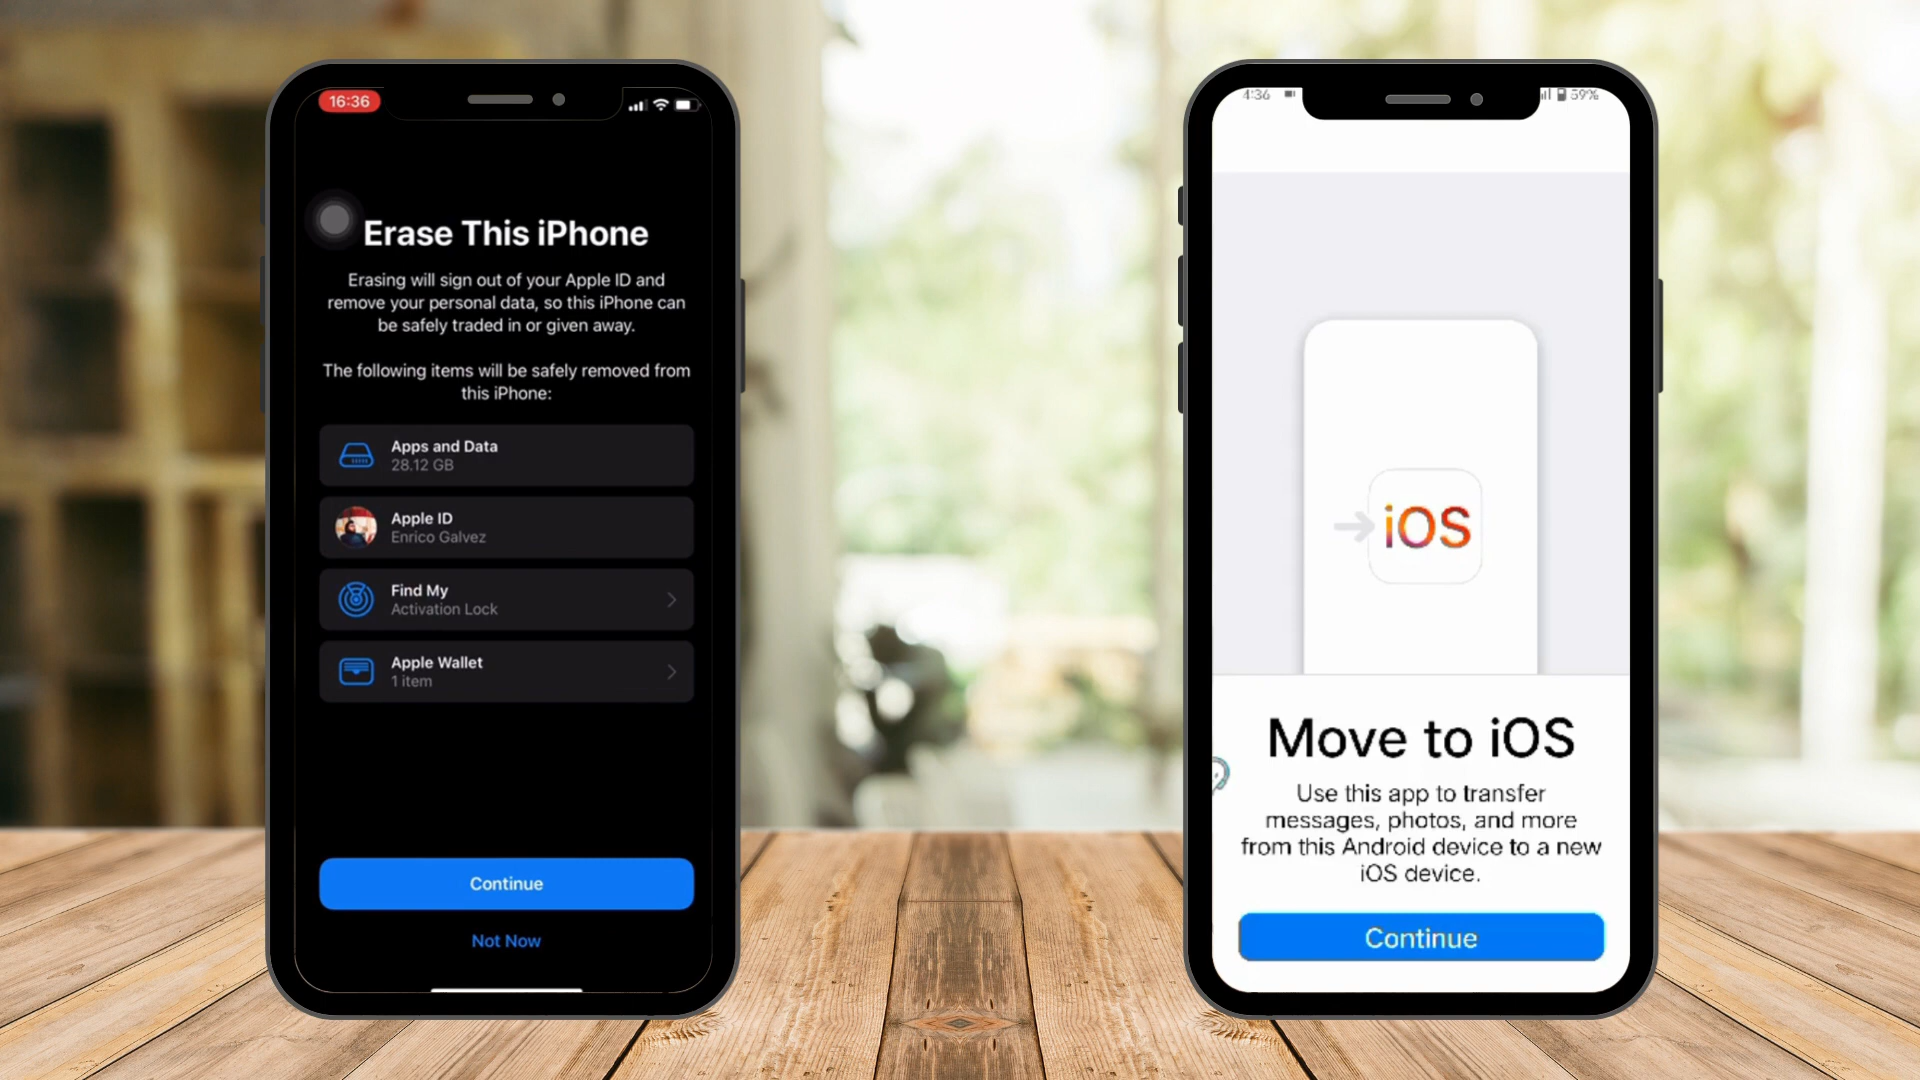 16:36
Erase This iPhone
Erasing will sign out of your Apple ID and
remove your personal data, so this iPhone can
be safely traded in or given away.
The following items will be safely removed from
this iPhone:
Apps and Data
28.12 GB
Apple ID
Enrico Galvez
Find My
Activation Lock
Apple Wallet
1 item
Continue
Not Now
4:36
59%
iOS
Move to iOS
Use this app to transfer
messages, photos, and more
from this Android device to a new
iOS device.
Continue